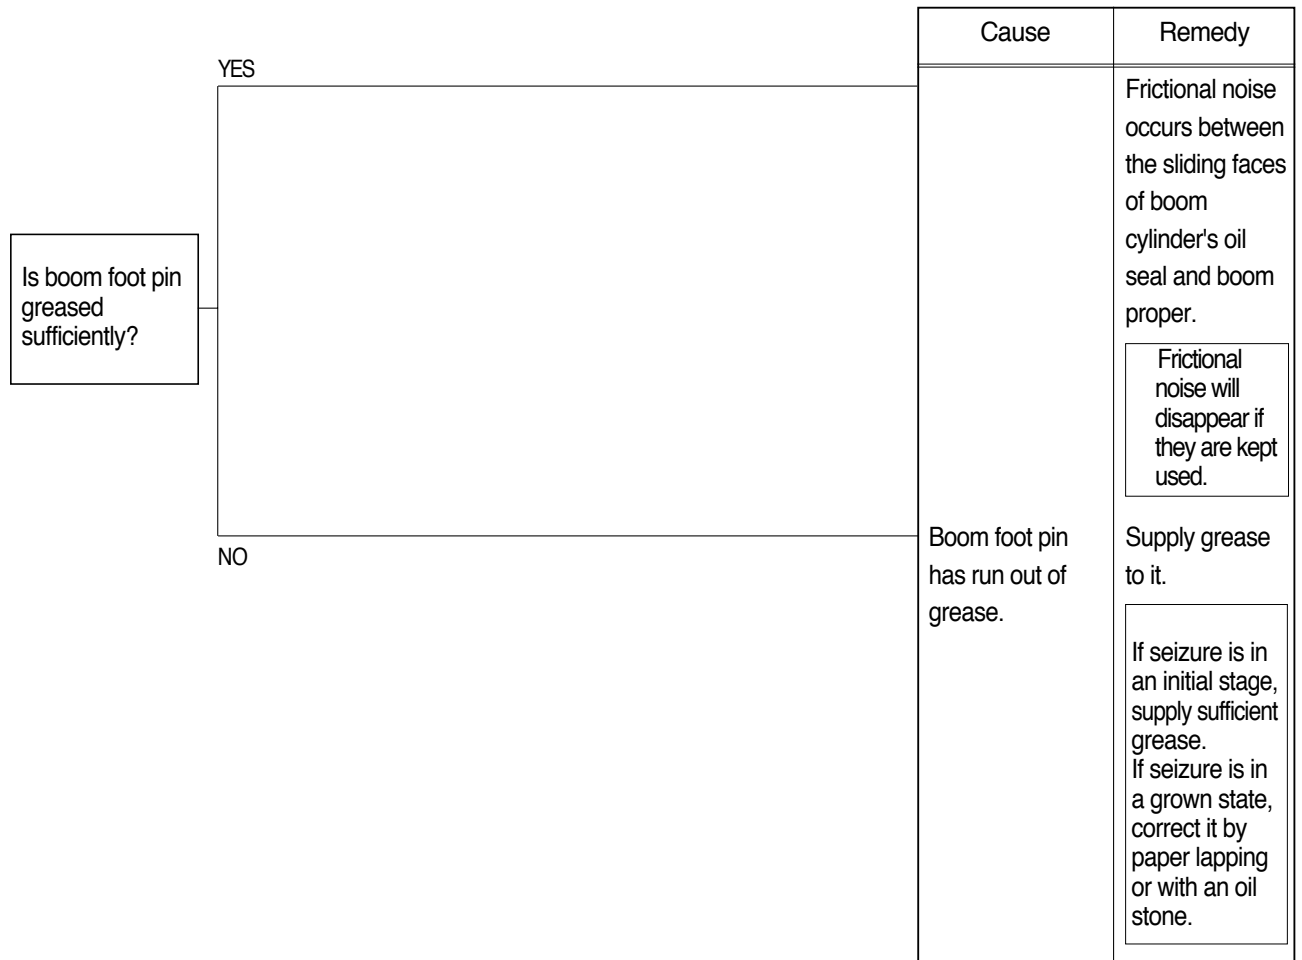 Cause
Remedy
YES
Frictional noise
occurs between
the sliding faces
of boom
cylinder's oil
seal and boom
proper.
Is boom foot pin
greased
sufficiently?
Frictional
noise will
disappear if
they are kept
used.
NO
Boom foot pin
has run out of
grease.
Supply grease
to it.
If seizure is in
an initial stage,
supply sufficient
grease.
If seizure is in
a grown state,
correct it by
paper lapping
or with an oil
stone.